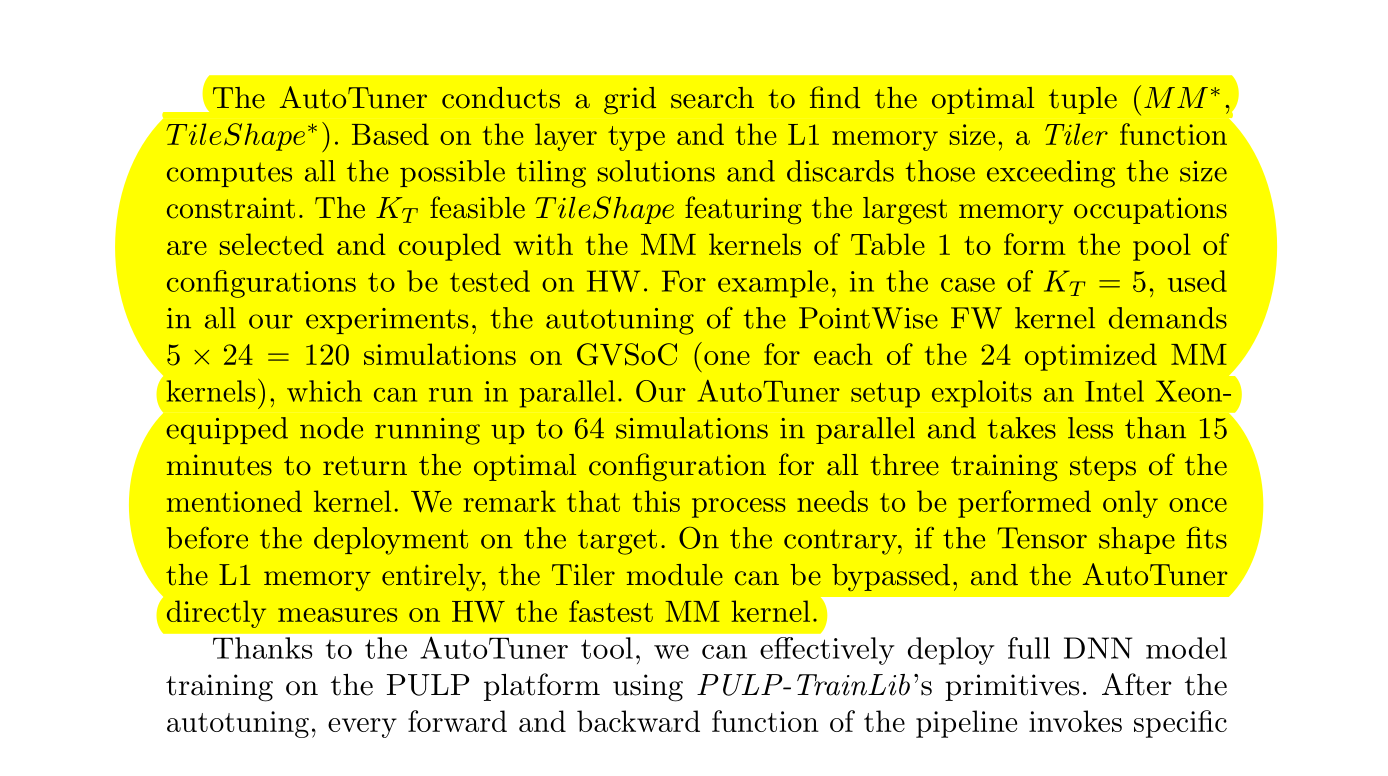 The AutoTuner conducts a grid search to find the optimal tuple (MM*,
TileShape*). Based on the layer type and the L1 memory size, a Tiler function
computes all the possible tiling solutions and discards those exceeding the size
constraint. The K_T feasible TileShape featuring the largest memory occupations
are selected and coupled with the MM kernels of Table 1 to form the pool of
configurations to be tested on HW. For example, in the case of K_T = 5, used
in all our experiments, the autotuning of the PointWise FW kernel demands
5 × 24 = 120 simulations on GVSoC (one for each of the 24 optimized MM
kernels), which can run in parallel. Our AutoTuner setup exploits an Intel Xeon-
equipped node running up to 64 simulations in parallel and takes less than 15
minutes to return the optimal configuration for all three training steps of the
mentioned kernel. We remark that this process needs to be performed only once
before the deployment on the target. On the contrary, if the Tensor shape fits
the L1 memory entirely, the Tiler module can be bypassed, and the AutoTuner
directly measures on HW the fastest MM kernel.
Thanks to the AutoTuner tool, we can effectively deploy full DNN model
training on the PULP platform using PULP-TrainLib's primitives. After the
autotuning, every forward and backward function of the pipeline invokes specific